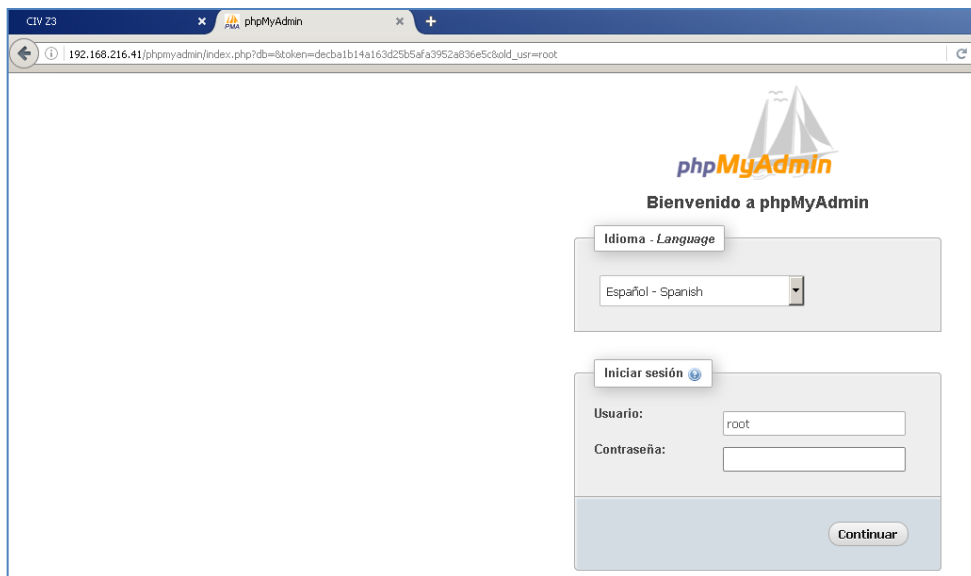 CIV Z3
PMA phpMyAdmin
192.168.216.41/phpmyadmin/index.php?db=&token=decba1b14a163d25b5afa3952a836e5c&old_usr=root
phpMyAdmin
Bienvenido a phpMyAdmin
Idioma - Language
Español - Spanish
Iniciar sesión
Usuario:
root
Contraseña:
Continuar